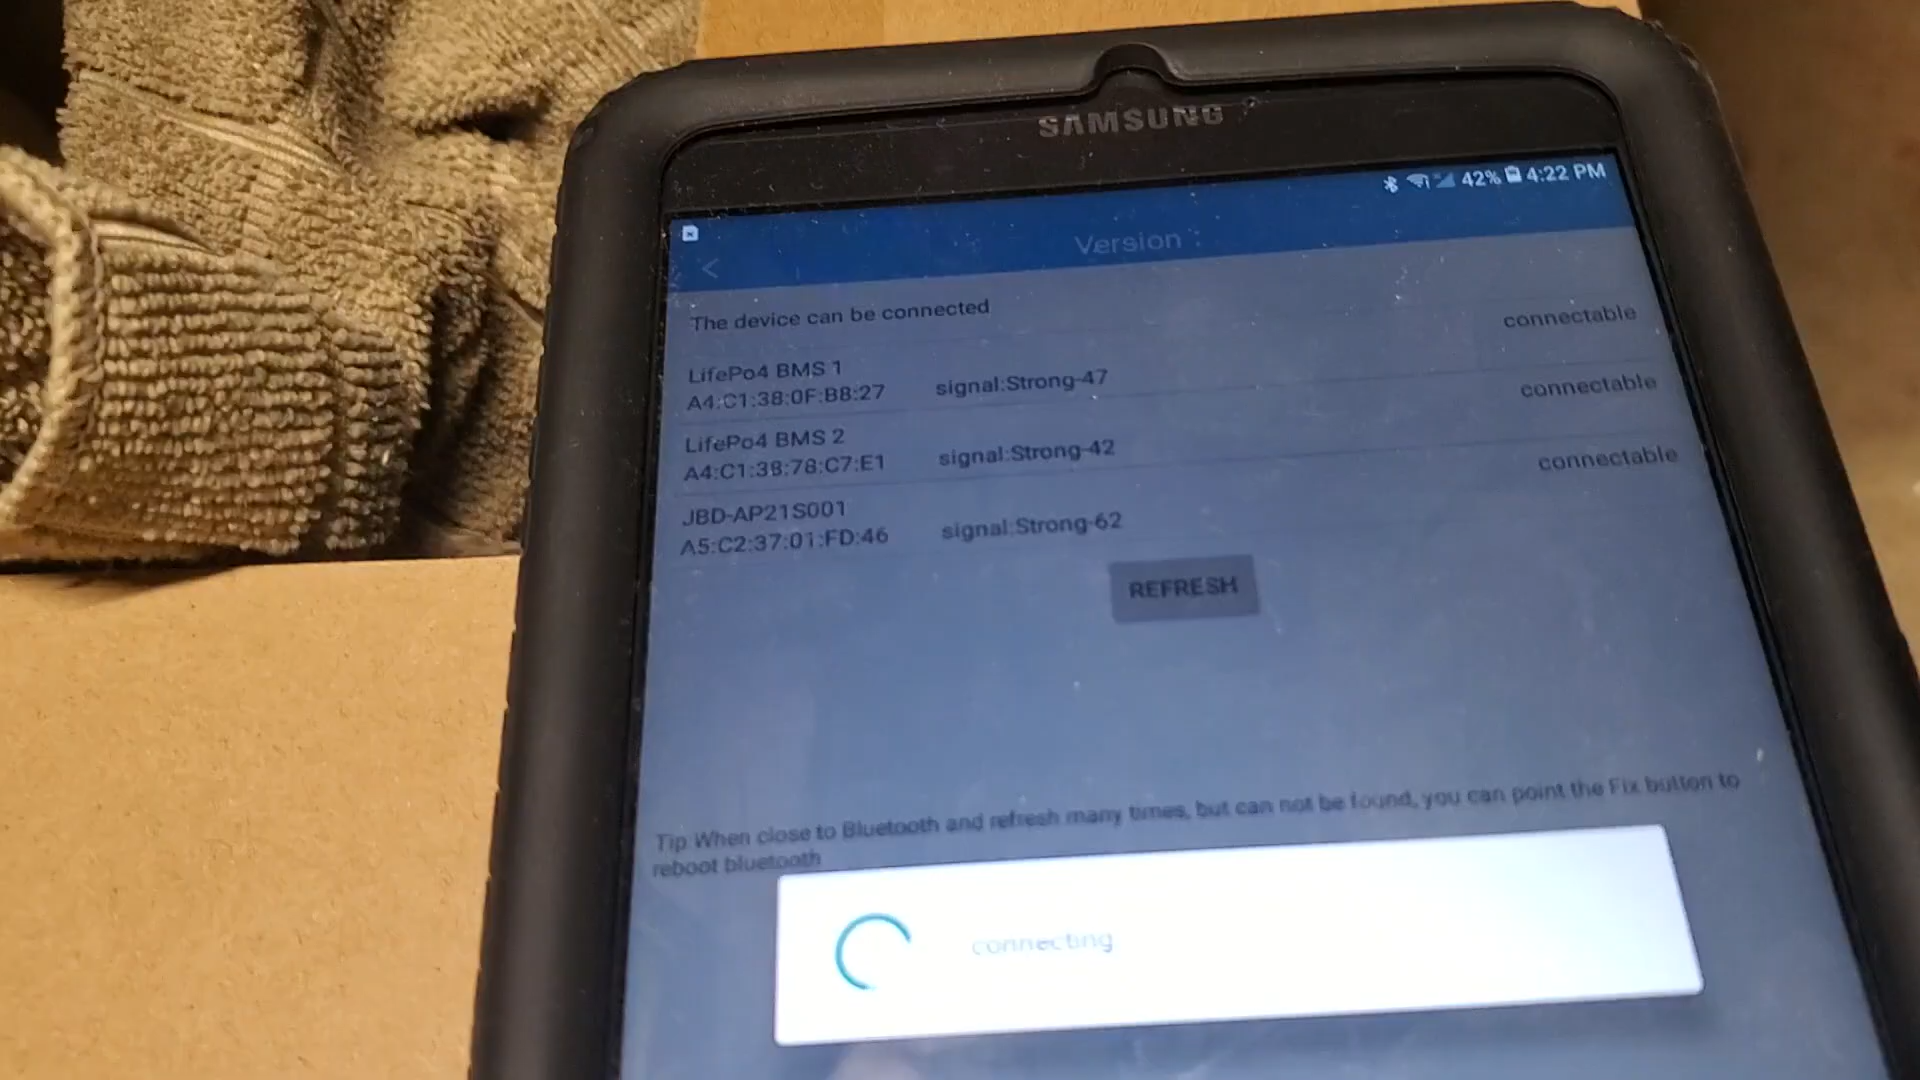 SAMSUNG
42% 4:22 PM
Version
<
The device can be connected
connectable
LifePo4 BMS 1
A4:C1:38:0F:B8:27 signal:Strong-47
connectable
LifePo4 BMS 2
A4:C1:38:78:C7:E1 signal:Strong-42
connectable
JBD-AP21S001
A5:C2:37:01:FD:46 signal:Strong-62
REFRESH
Tip When close to Bluetooth and refresh many times, but can not be found, you can point the Fix button to
reboot bluetooth
connecting